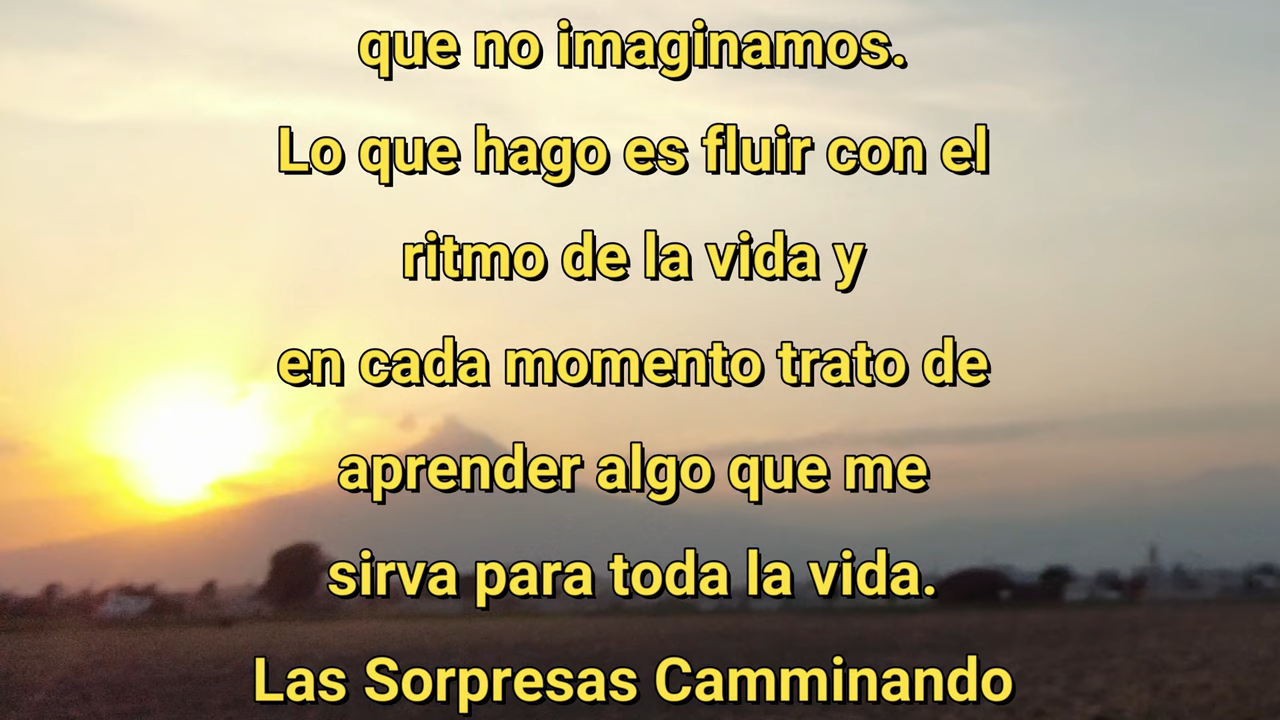 que no imaginamos.
Lo que hago es fluir con el
ritmo de la vida y
en cada momento trato de
aprender algo que me
sirva para toda la vida.
Las Sorpresas Camminando